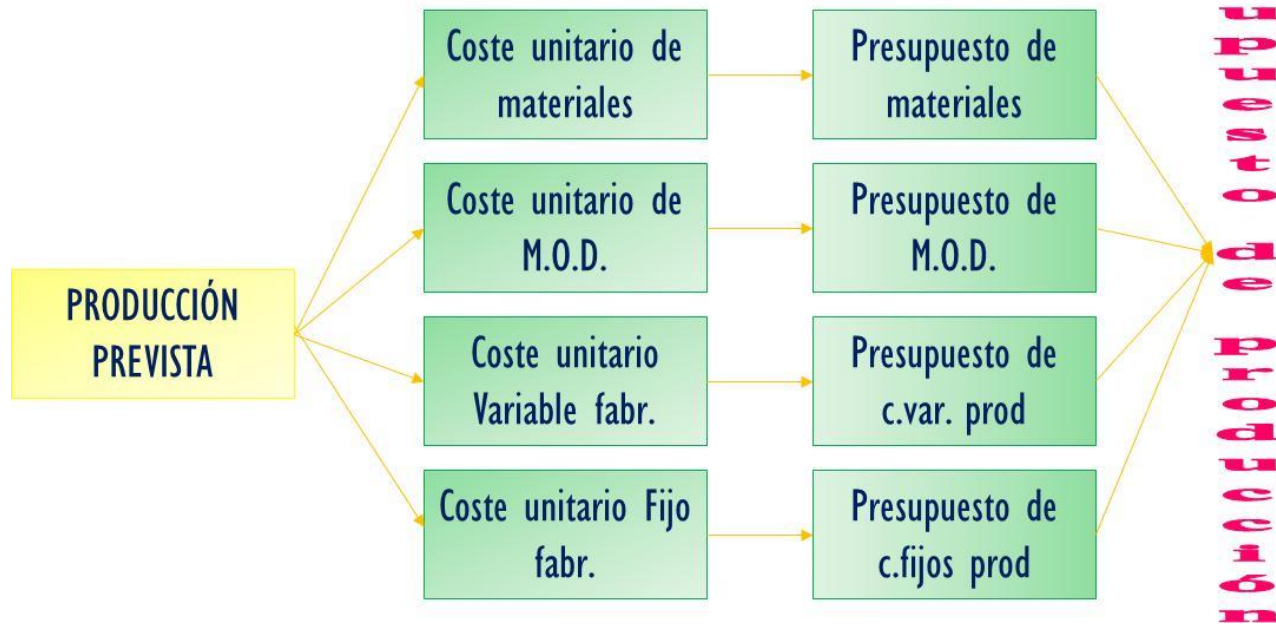 PRODUCCIÓN
PREVISTA
Coste unitario de
materiales
Coste unitario de
M.O.D.
Coste unitario
Variable fabr.
Coste unitario Fijo
fabr.
Presupuesto de
materiales
Presupuesto de
M.O.D.
Presupuesto de
c.var. prod
Presupuesto de
c.fijos prod
upuesto de producción